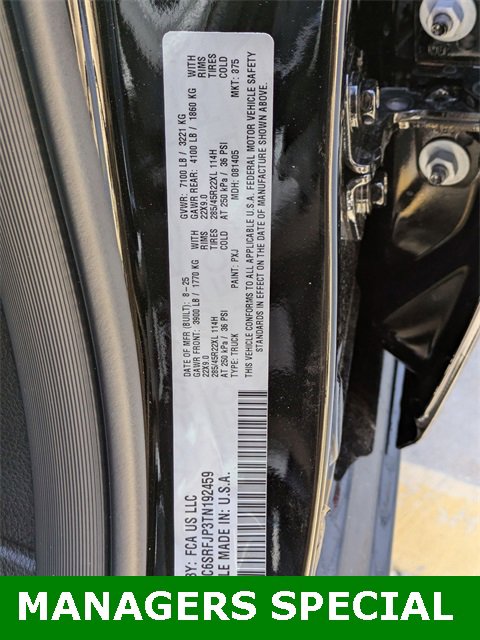 BY: FCA US LLC
DATE OF MFR (BUILT): 8-25
GVWR: 7100 LB / 3221 KG
GAWR FRONT: 3900 LB / 1770 KG WITH
22X9.0 RIMS
285/45R22XL 114H TIRES
AT 250 kPa / 36 PSI COLD
GAWR REAR: 4100 LB / 1860 KG WITH
22X9.0 RIMS
285/45R22XL 114H TIRES
AT 250 kPa / 36 PSI COLD
TYPE: TRUCK PAINT: PXJ MDH: 081405 MKT: 375
THIS VEHICLE CONFORMS TO ALL APPLICABLE U.S.A. FEDERAL MOTOR VEHICLE SAFETY
STANDARDS IN EFFECT ON THE DATE OF MANUFACTURE SHOWN ABOVE.
C6SRFJP3TN192459
LE MADE IN: U.S.A.
MANAGERS SPECIAL